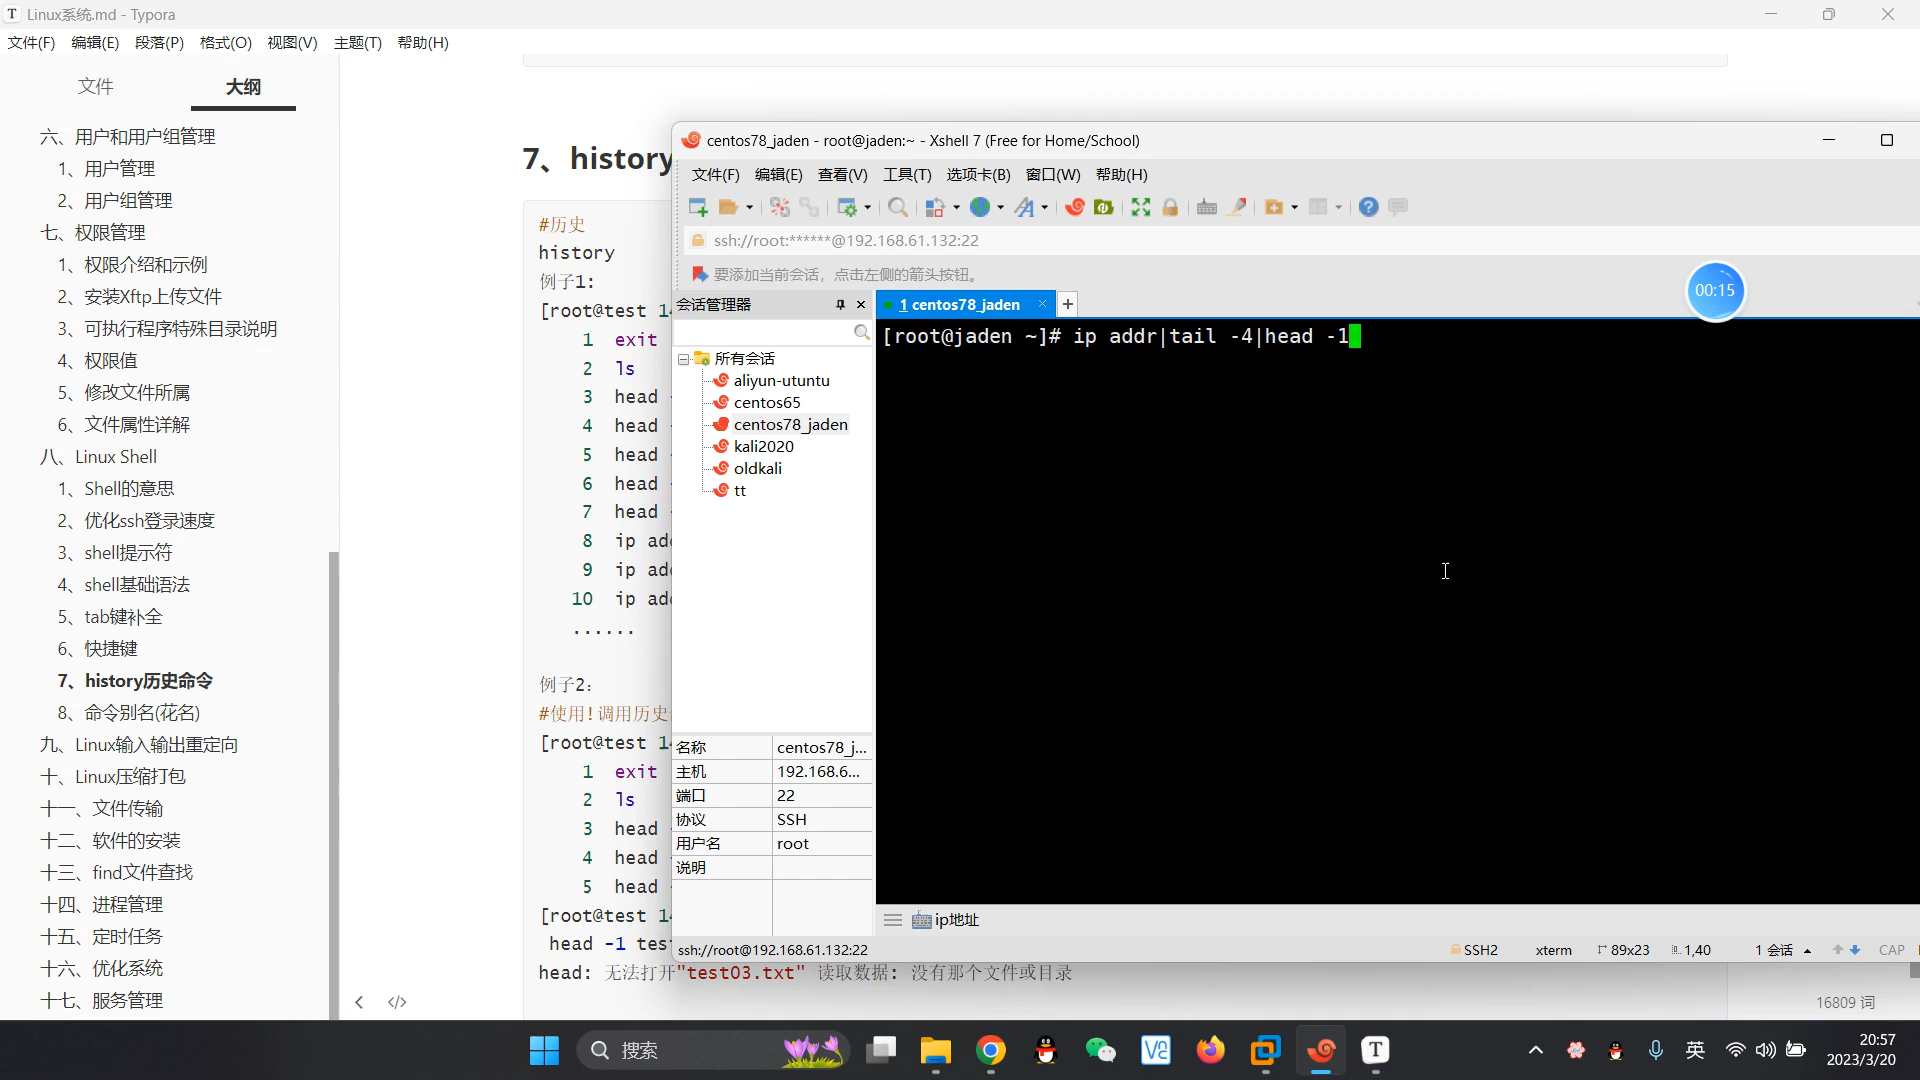 Linux系统.md - Typora
文件(F) 编辑(E) 段落(P) 格式(O) 视图(V) 主题(T) 帮助(H)
文件 大纲
六、用户和用户组管理
1、用户管理
2、用户组管理
七、权限管理
1、权限介绍和示例
2、安装Xftp上传文件
3、可执行程序特殊目录说明
4、权限值
5、修改文件所属
6、文件属性详解
八、Linux Shell
1、Shell的意思
2、优化ssh登录速度
3、shell提示符
4、shell基础语法
5、tab键补全
6、快捷键
7、history历史命令
8、命令别名(花名)
九、Linux输入输出重定向
十、Linux压缩打包
十一、文件传输
十二、软件的安装
十三、find文件查找
十四、进程管理
十五、定时任务
十六、优化系统
十七、服务管理
7、history
#历史
history
例子1:
[root@test 1
1 exit
2 ls
3 head
4 head
5 head
6 head
7 head
8 ip ad
9 ip ad
10 ip ad
......
例子2:
#使用!调用历史
[root@test 1
1 exit
2 ls
3 head
4 head
5 head
[root@test 1
head -1 tes
head: 无法打开"test03.txt" 读取数据: 没有那个文件或目录
16809 词
centos78_jaden - root@jaden:~ - Xshell 7 (Free for Home/School)
文件(F) 编辑(E) 查看(V) 工具(T) 选项卡(B) 窗口(W) 帮助(H)
ssh://root:******@192.168.61.132:22
要添加当前会话，点击左侧的箭头按钮。
00:15
会话管理器
1 centos78_jaden
[root@jaden ~]# ip addr|tail -4|head -1
所有会话
aliyun-utuntu
centos65
centos78_jaden
kali2020
oldkali
tt
名称 centos78_j...
主机 192.168.6...
端口 22
协议 SSH
用户名 root
说明
ip地址
ssh://root@192.168.61.132:22 SSH2 xterm 89x23 1,40 1 会话 CAP
搜索
英
20:57
2023/3/20